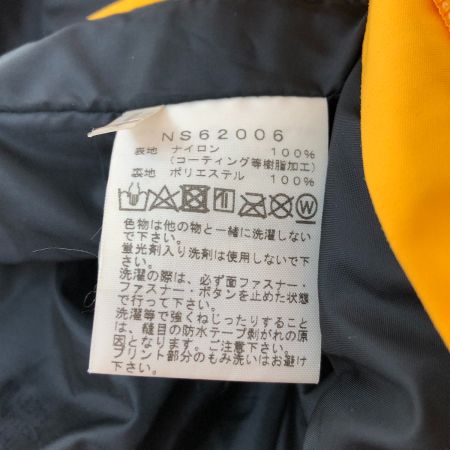 NS62006
表地 ナイロン 100%
(コーティング等樹脂加工)
裏地 ポリエステル 100%
色物は他の物と一緒に洗濯しない
で下さい。
蛍光剤入り洗剤は使用しないで下
さい。
洗濯の際は、必ず面ファスナー・
ファスナー・ボタンを止めた状態
で行って下さい。
洗濯等で強くねじったりすること
は、縫目の防水テープ剥がれの原
因となります。ご注意下さい。
プリント部分のもみ洗いはお避け
下さい。